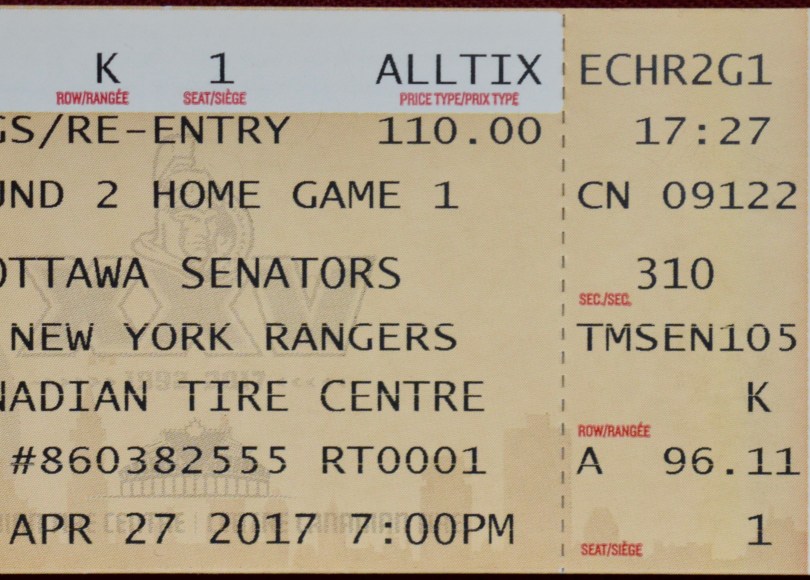 K 1 ALLTIX
ROW/RANGÉE SEAT/SIÈGE PRICE TYPE/PRIX TYPE
GS/RE-ENTRY 110.00
UND 2 HOME GAME 1
OTTAWA SENATORS
NEW YORK RANGERS
1992-2017
NADIAN TIRE CENTRE
#860382555 RT0001
APR 27 2017 7:00PM
ECHR2G1
17:27
CN 09122
310
SEC./SEC.
TMSEN105
K
ROW/RANGÉE
A 96.11
1
SEAT/SIÈGE